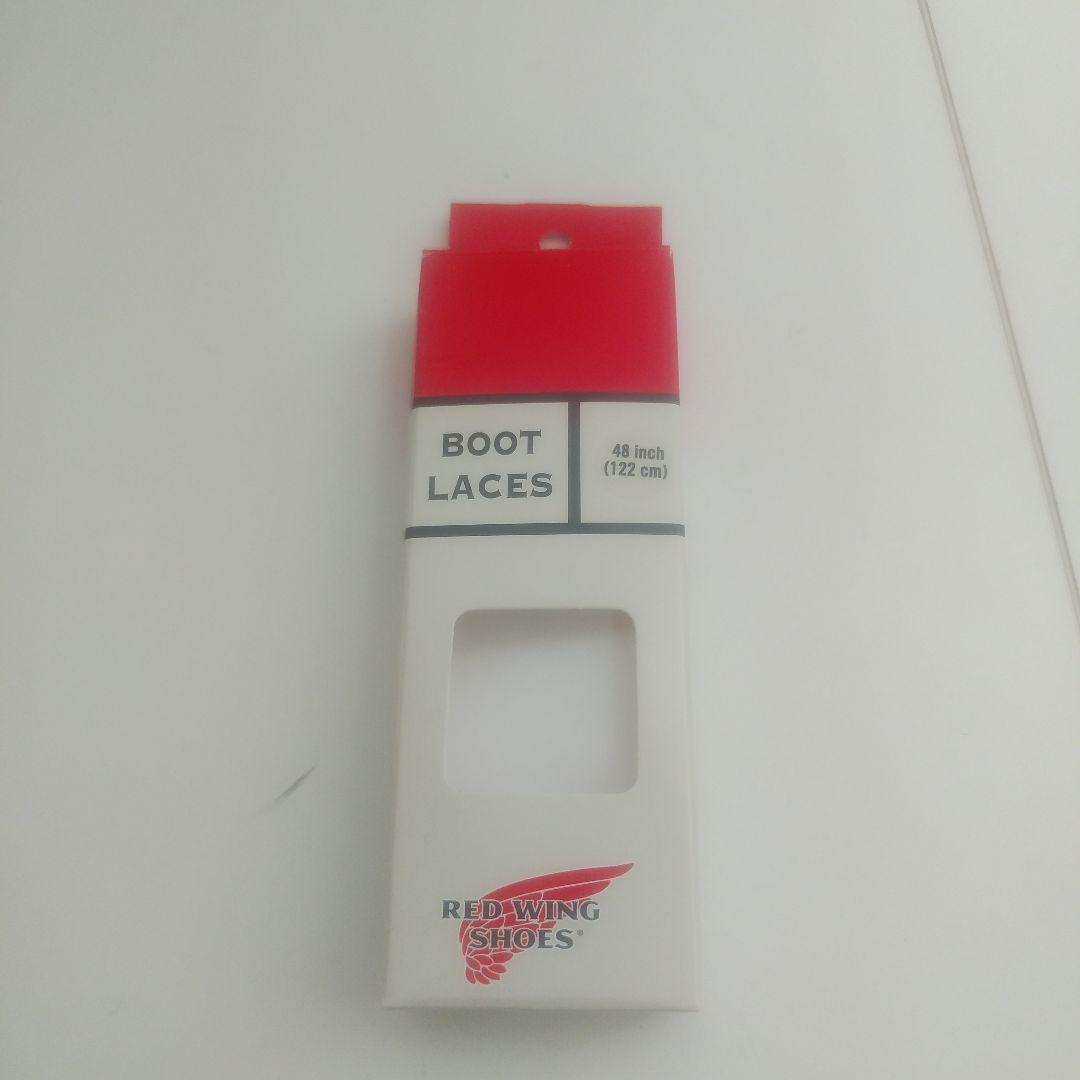 BOOT
LACES
48 inch
(122 cm)
RED WING
SHOES®